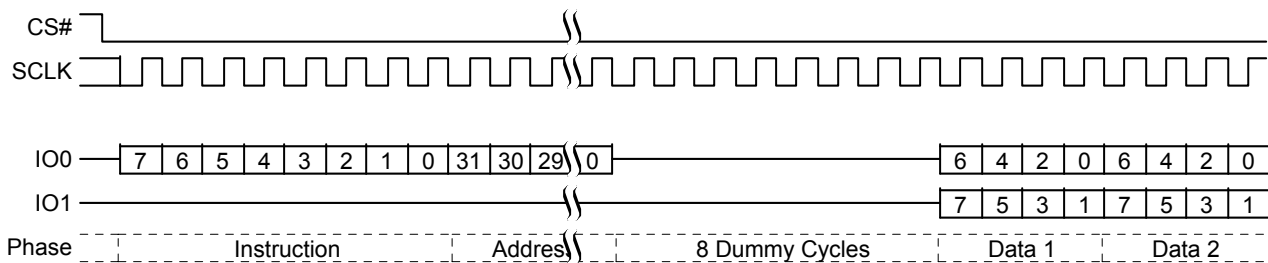 CS#
SCLK
IO0 7 6 5 4 3 2 1 0 31 30 29 0 6 4 2 0 6 4 2 0
IO1 7 5 3 1 7 5 3 1
Phase Instruction Address 8 Dummy Cycles Data 1 Data 2